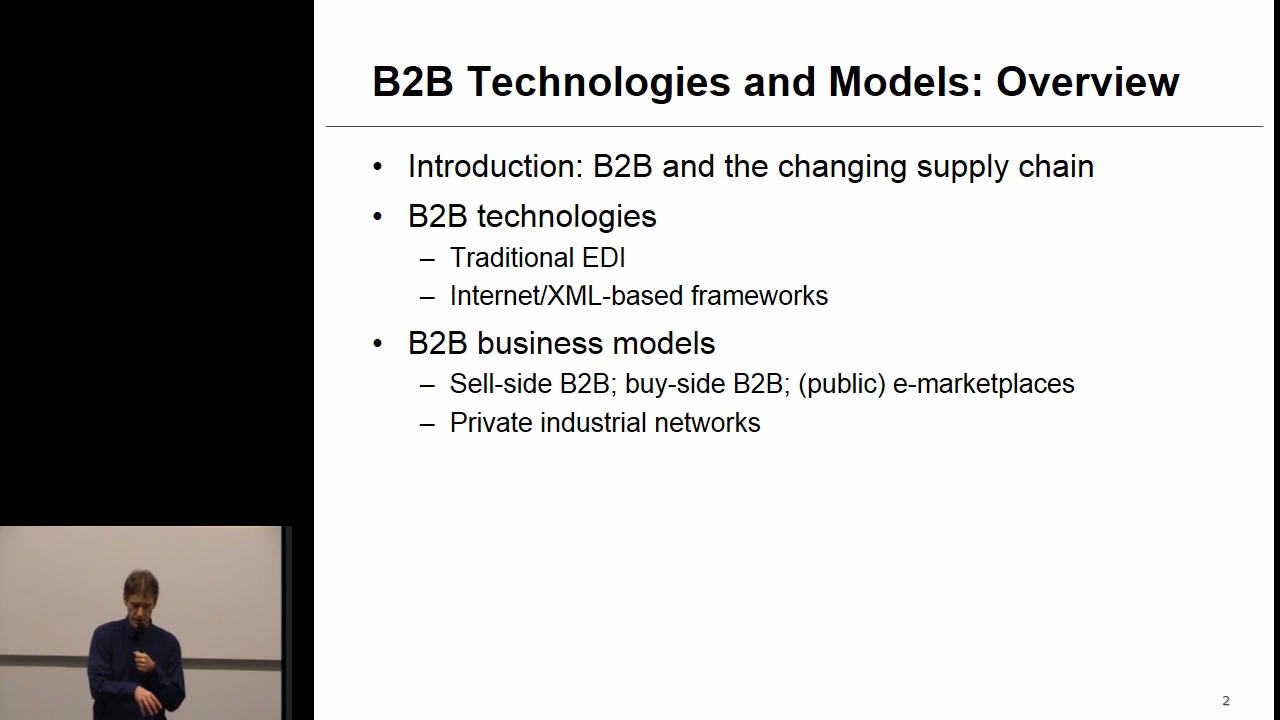 B2B Technologies and Models: Overview
• Introduction: B2B and the changing supply chain
• B2B technologies
– Traditional EDI
– Internet/XML-based frameworks
• B2B business models
– Sell-side B2B; buy-side B2B; (public) e-marketplaces
– Private industrial networks
2